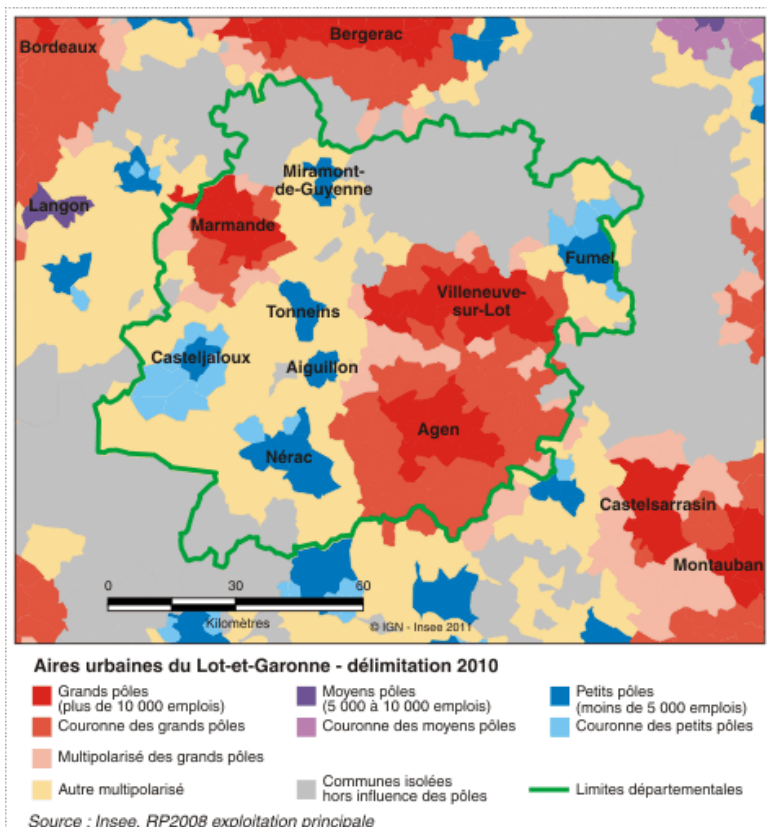 Bordeaux
Bergerac
Miramont-
de-Guyenne
Langon
Marmande
Fumel
Villeneuve-
sur-Lot
Tonneins
Casteljaloux
Aiguillon
Agen
Nérac
Castelsarrasin
Montauban
0 30 60
Kilomètres
© IGN - Insee 2011
Aires urbaines du Lot-et-Garonne - délimitation 2010
Grands pôles
(plus de 10 000 emplois)
Moyens pôles
(5 000 à 10 000 emplois)
Petits pôles
(moins de 5 000 emplois)
Couronne des grands pôles
Couronne des moyens pôles
Couronne des petits pôles
Multipolarisé des grands pôles
Autre multipolarisé
Communes isolées
hors influence des pôles
Limites départementales
Source : Insee, RP2008 exploitation principale